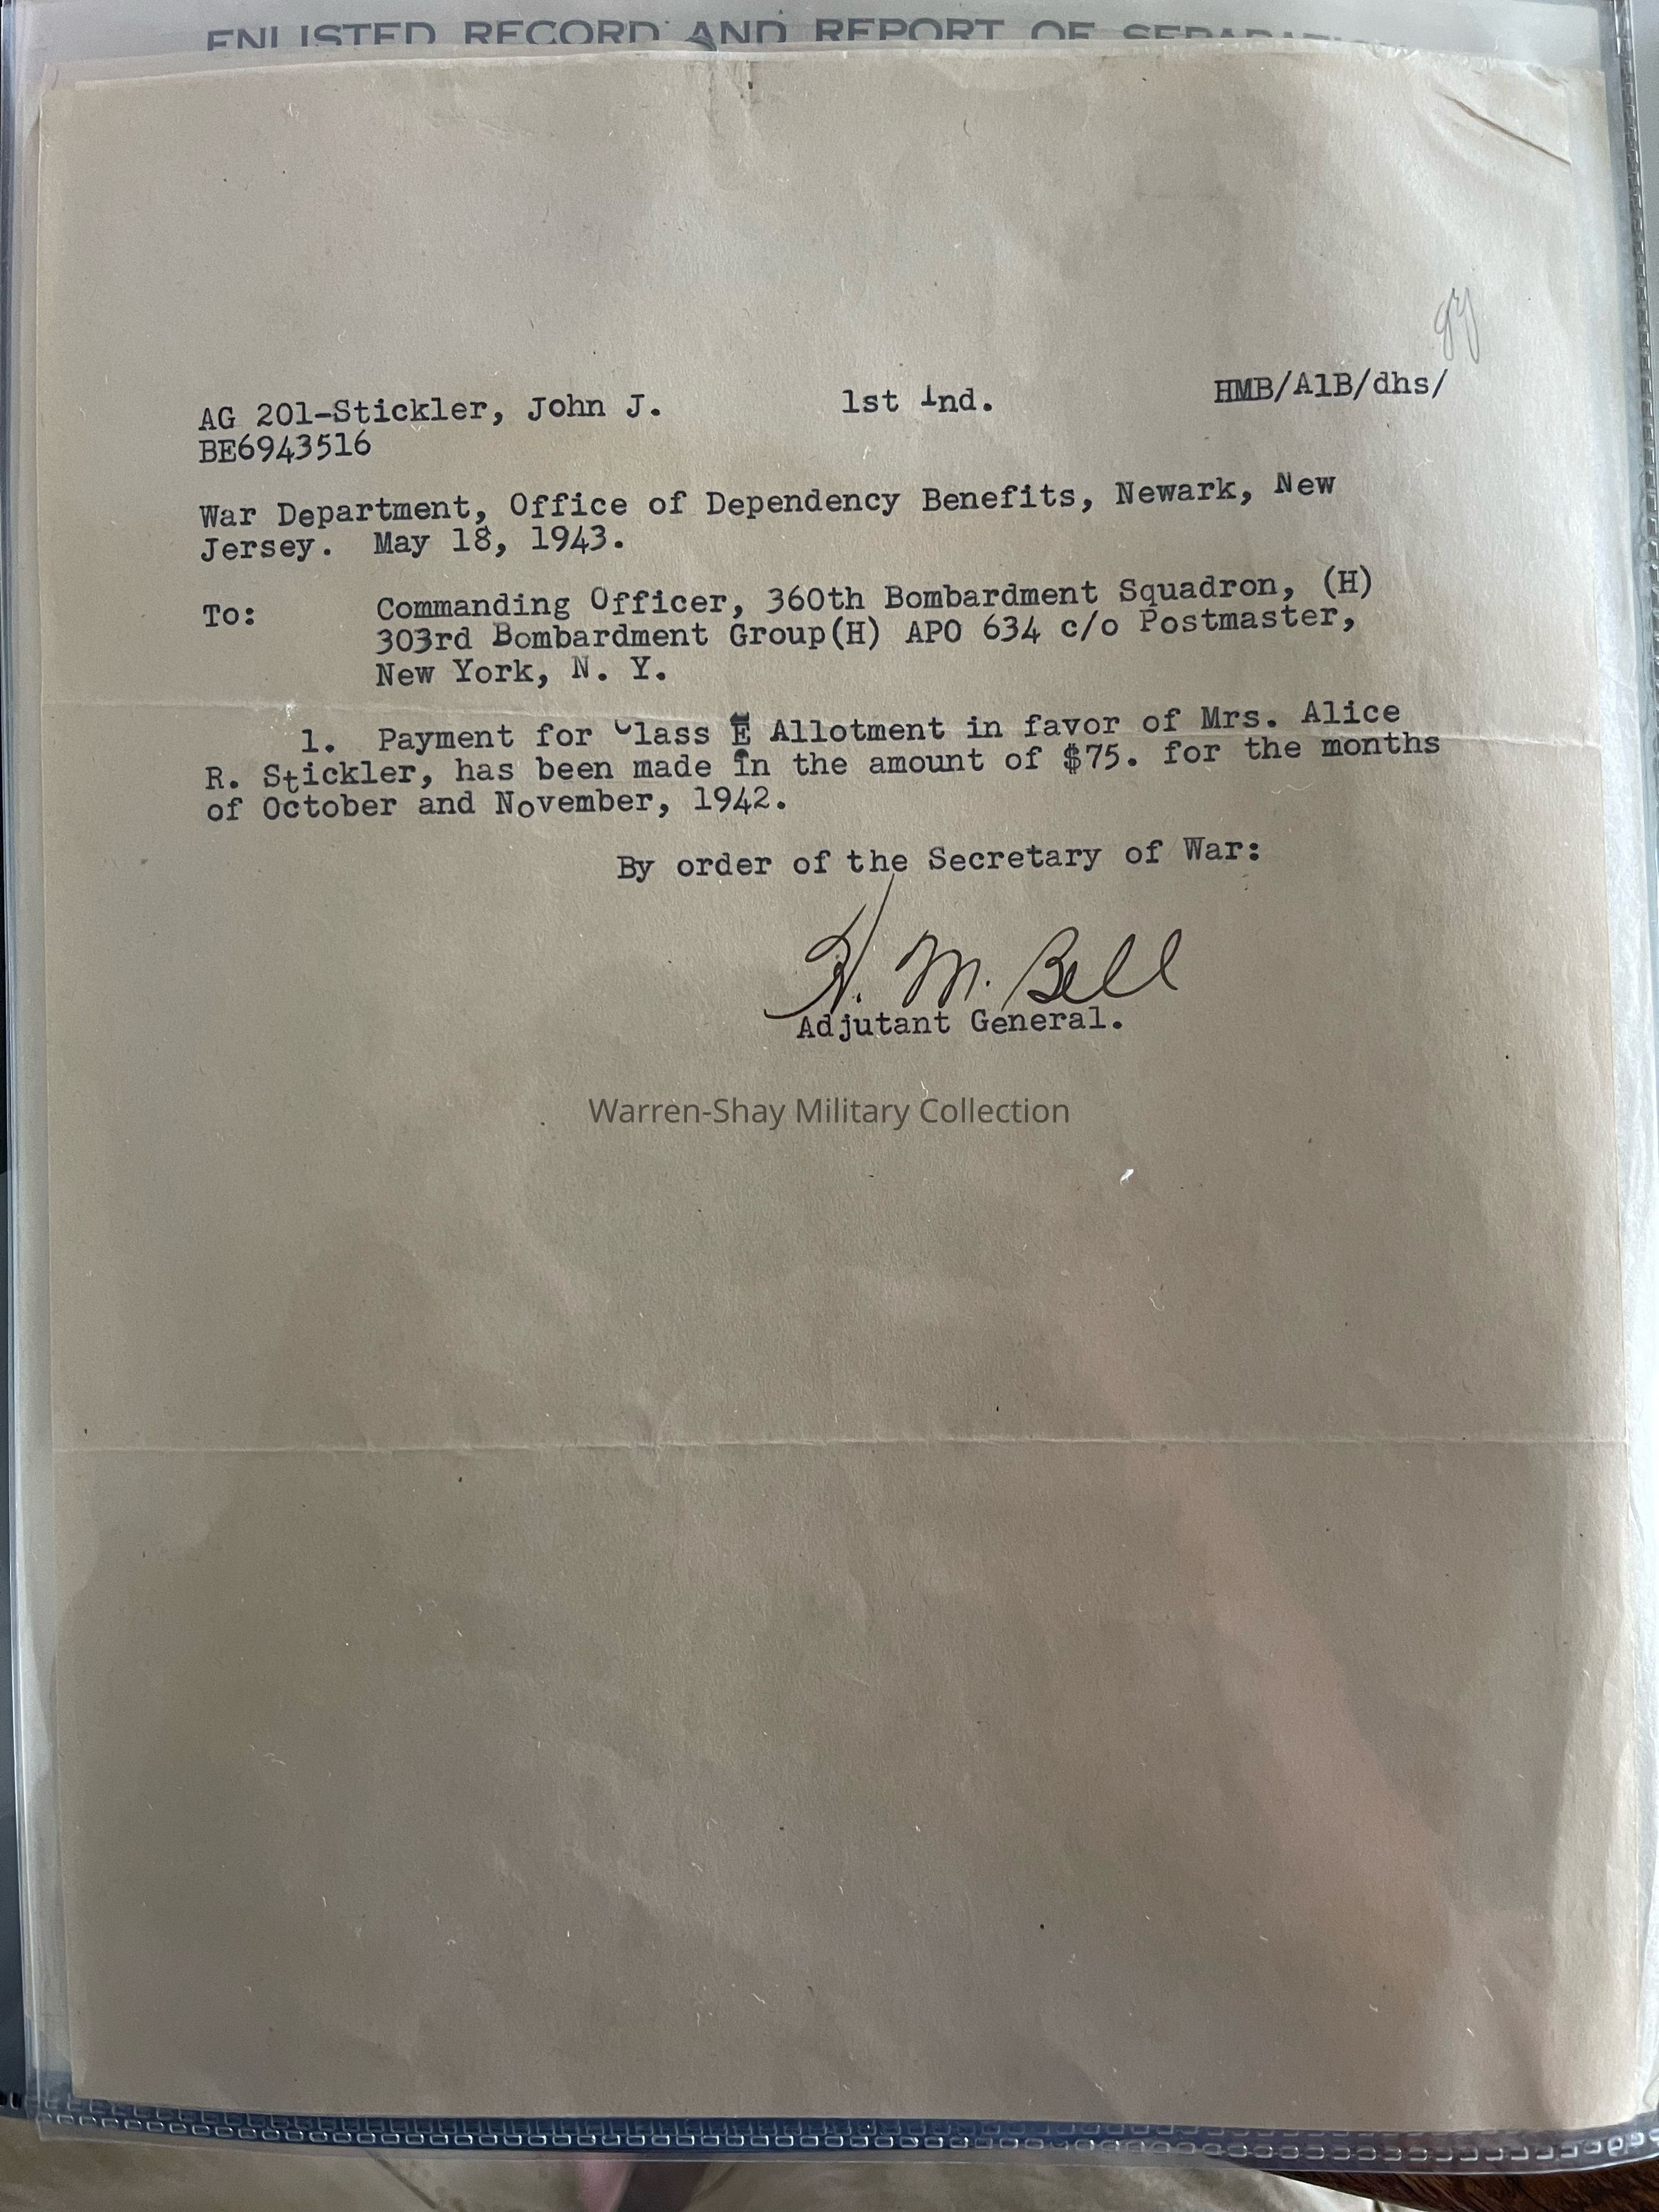 ENLISTED RECORD AND REPORT OF SEPARATI
gy
AG 201-Stickler, John J. 1st Ind. HMB/A1B/dhs/
BE6943516
War Department, Office of Dependency Benefits, Newark, New
Jersey. May 18, 1943.
To: Commanding Officer, 360th Bombardment Squadron, (H)
303rd Bombardment Group(H) APO 634 c/o Postmaster,
New York, N. Y.
1. Payment for Class E Allotment in favor of Mrs. Alice
R. Stickler, has been made in the amount of $75. for the months
of October and November, 1942.
By order of the Secretary of War:
H. M. Bell
Adjutant General.
Warren-Shay Military Collection